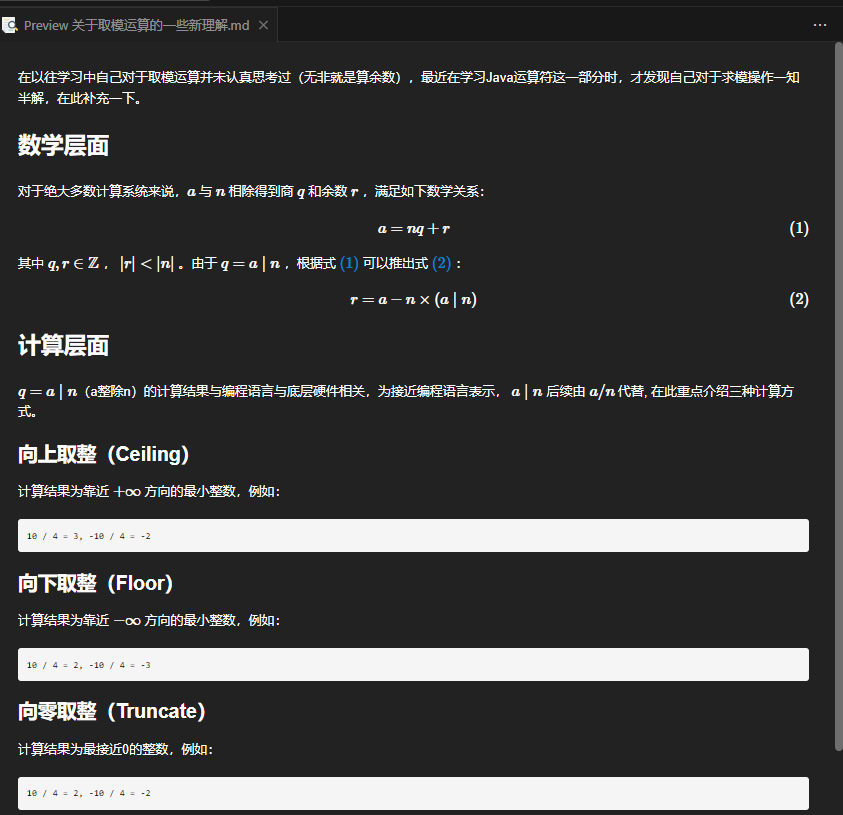 Preview 关于取模运算的一些新理解.md
在以往学习中自己对于取模运算并未认真思考过（无非就是算余数），最近在学习Java运算符这一部分时，才发现自己对于求模操作一知
半解，在此补充一下。
数学层面
对于绝大多数计算系统来说，a 与 n 相除得到商 q 和余数 r ，满足如下数学关系：
a = nq + r (1)
其中 q, r ∈ ℤ ， |r| < |n| 。由于 q = a | n ，根据式 (1) 可以推出式 (2) ：
r = a − n × (a | n) (2)
计算层面
q = a | n（a整除n）的计算结果与编程语言与底层硬件相关，为接近编程语言表示， a | n 后续由 a/n 代替, 在此重点介绍三种计算方
式。
向上取整（Ceiling）
计算结果为靠近 +∞ 方向的最小整数，例如：
10 / 4 = 3, -10 / 4 = -2
向下取整（Floor）
计算结果为靠近 −∞ 方向的最小整数，例如：
10 / 4 = 2, -10 / 4 = -3
向零取整（Truncate）
计算结果为最接近0的整数，例如：
10 / 4 = 2, -10 / 4 = -2